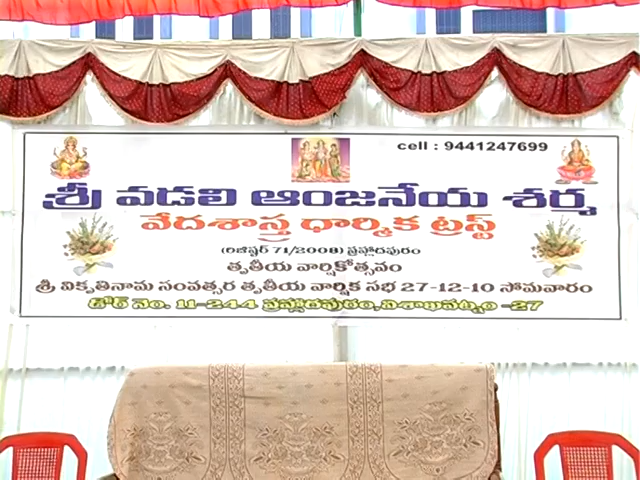 cell : 9441247699
శ్రీ వడలి ఆంజనేయ శర్మ
వేదశాస్త్ర ధార్మిక ట్రస్ట్
(రిజిస్టర్ 71/2008) ప్రహ్లాదపురం
తృతీయ వార్షికోత్సవం
శ్రీ వికృతినామ సంవత్సర తృతీయ వార్షిక సభ 27-12-10 సోమవారం
డోర్ నెం. 11-244 ప్రహ్లాదపురం,విశాఖపట్నం -27